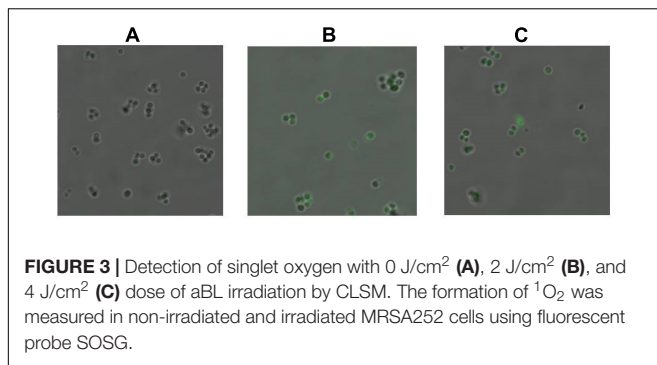 A B C
FIGURE 3 | Detection of singlet oxygen with 0 J/cm² (A), 2 J/cm² (B), and
4 J/cm² (C) dose of aBL irradiation by CLSM. The formation of ¹O₂ was
measured in non-irradiated and irradiated MRSA252 cells using fluorescent
probe SOSG.